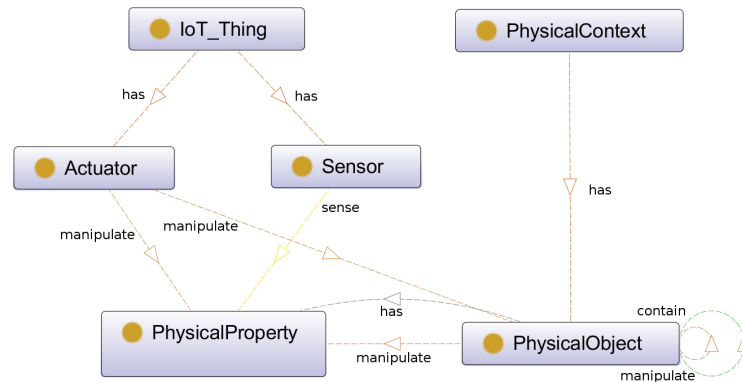 IoT_Thing
PhysicalContext
has
has
Actuator
Sensor
has
sense
manipulate
manipulate
has
contain
PhysicalProperty
PhysicalObject
manipulate
manipulate